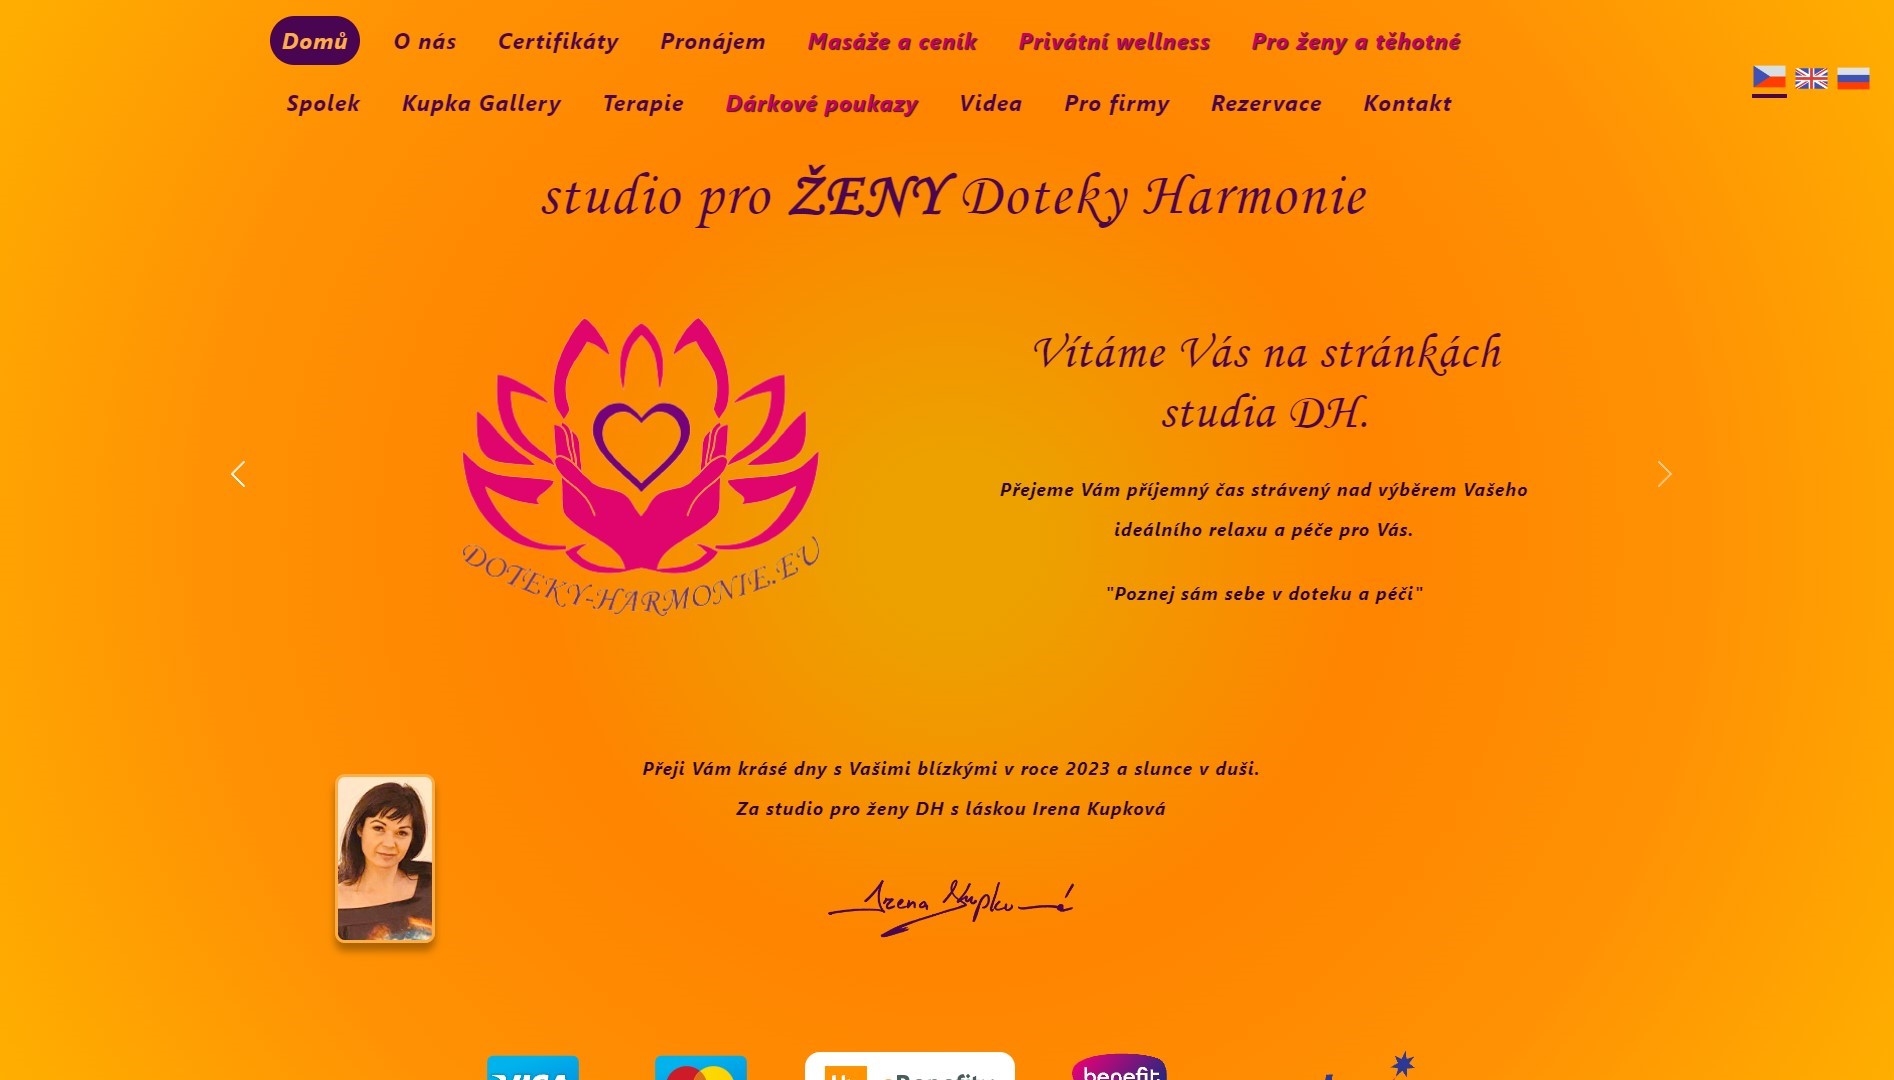 Domů O nás Certifikáty Pronájem Masáže a ceník Privátní wellness Pro ženy a těhotné
Spolek Kupka Gallery Terapie Dárkové poukazy Videa Pro firmy Rezervace Kontakt
studio pro ŽENY Doteky Harmonie
DOTEKY-HARMONIE.EU
Vítáme Vás na stránkách
studia DH.
Přejeme Vám příjemný čas strávený nad výběrem Vašeho
ideálního relaxu a péče pro Vás.
"Poznej sám sebe v doteku a péči"
Přeji Vám krásé dny s Vašimi blízkými v roce 2023 a slunce v duši.
Za studio pro ženy DH s láskou Irena Kupková
Irena Kupková
VISA
benefit